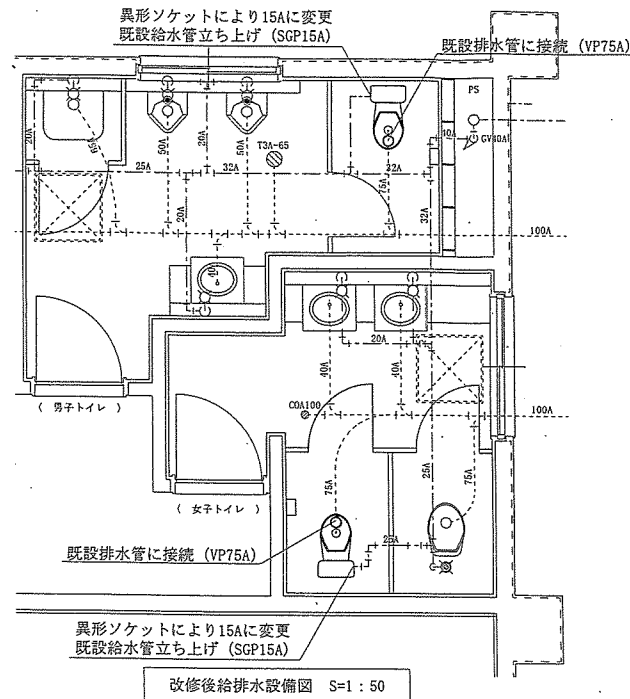 異形ソケットにより15Aに変更
既設給水管立ち上げ (SGP15A)
既設排水管に接続 (VP75A)
PS
20A
65A
50A
20A
50A
T3A-65
40A
GV40A
25A
32A
75A
32A
32A
20A
100A
40A
20A
40A
40A
( 男子トイレ )
COA100
100A
75A
25A
75A
( 女子トイレ )
25A
既設排水管に接続 (VP75A)
異形ソケットにより15Aに変更
既設給水管立ち上げ (SGP15A)
改修後給排水設備図 S=1:50